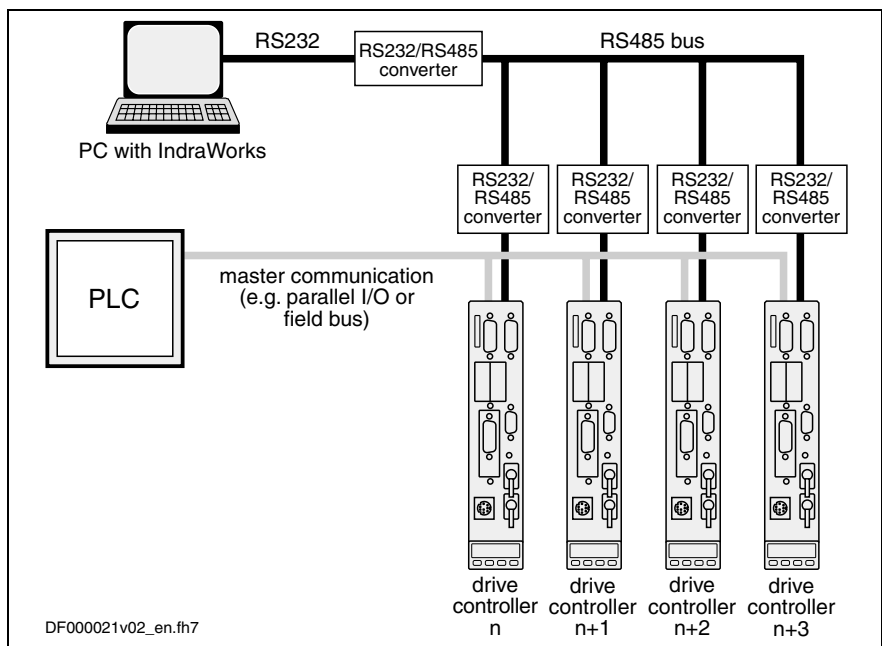 RS232
RS232/RS485
converter
RS485 bus
PC with IndraWorks
RS232/
RS485
converter
RS232/
RS485
converter
RS232/
RS485
converter
RS232/
RS485
converter
PLC
master communication
(e.g. parallel I/O or
field bus)
drive
controller
n
drive
controller
n+1
drive
controller
n+2
drive
controller
n+3
DF000021v02_en.fh7